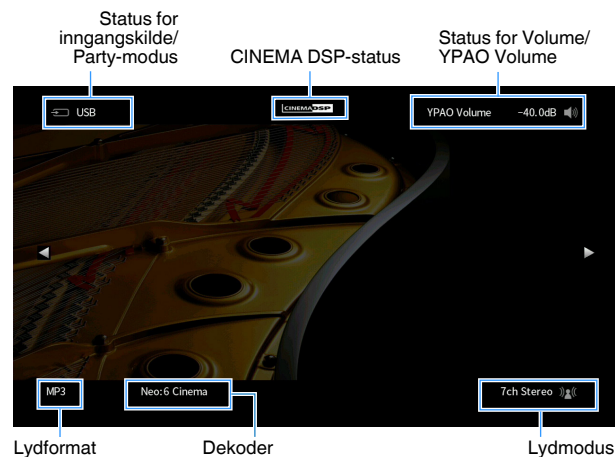 Status for
inngangskilde/
Party-modus
CINEMA DSP-status
Status for Volume/
YPAO Volume
USB
CINEMA DSP
YPAO Volume -40.0dB
MP3
Neo:6 Cinema
7ch Stereo
Lydformat
Dekoder
Lydmodus